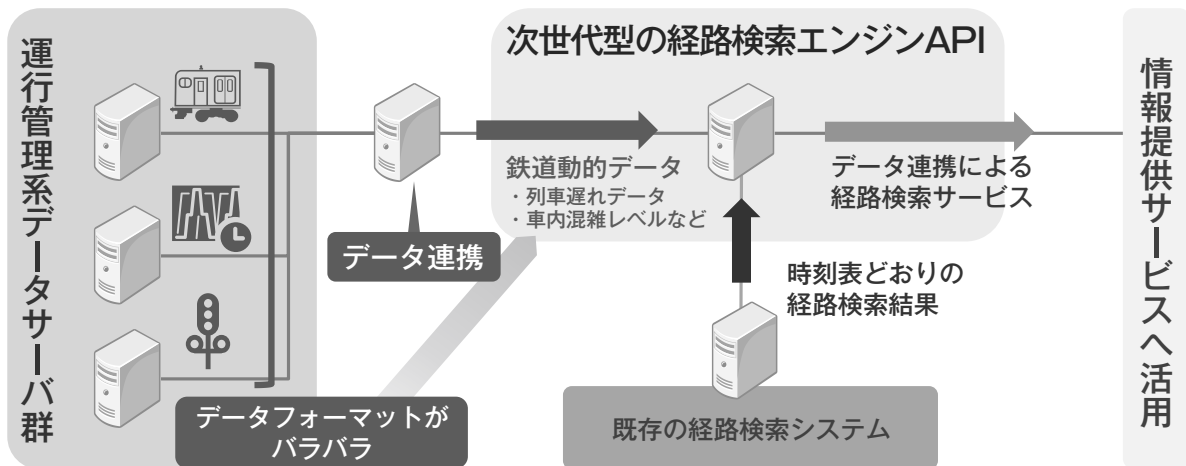 運行管理系データサーバ群
次世代型の経路検索エンジンAPI
鉄道動的データ
・列車遅れデータ
・車内混雑レベルなど
データ連携による
経路検索サービス
データ連携
時刻表どおりの
経路検索結果
データフォーマットが
バラバラ
既存の経路検索システム
情報提供サービスへ活用